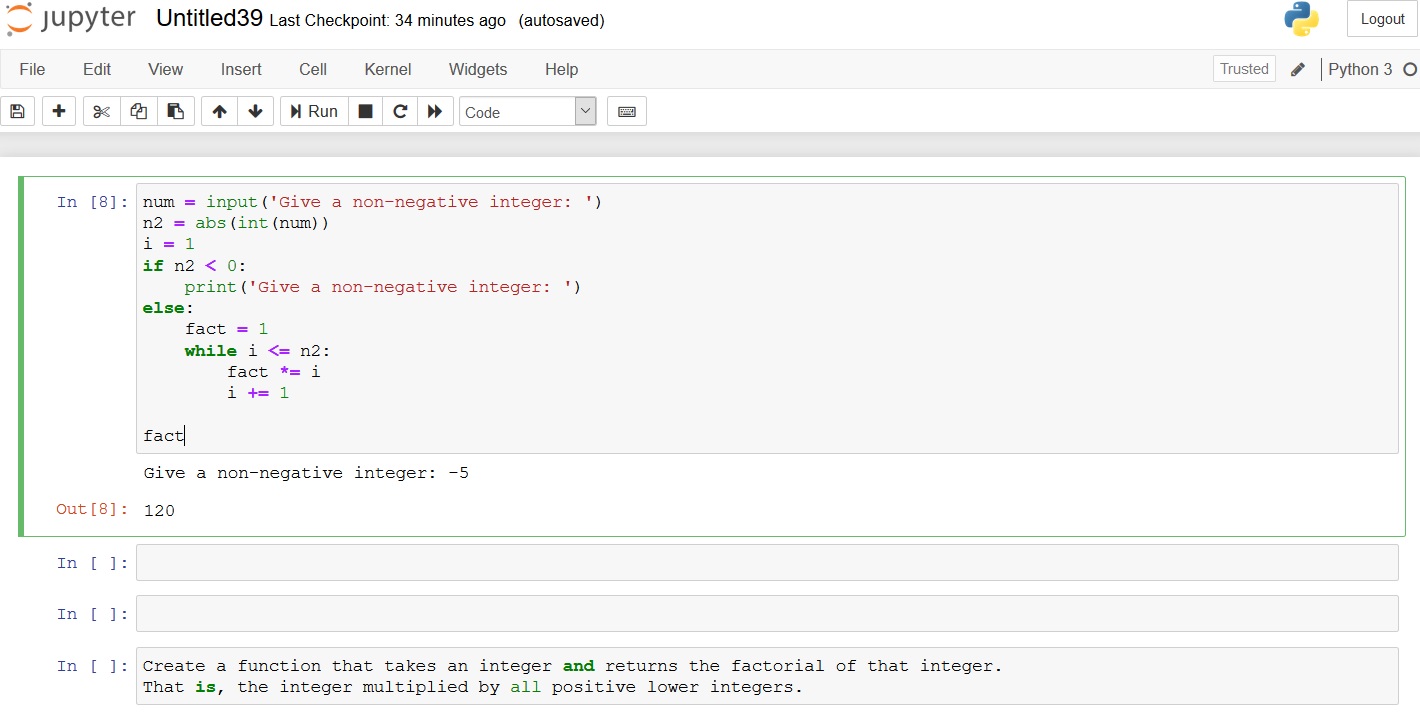 jupyter Untitled39 Last Checkpoint: 34 minutes ago (autosaved) Logout
File Edit View Insert Cell Kernel Widgets Help Trusted Python 3
Run Code
In [8]: num = input('Give a non-negative integer: ')
n2 = abs(int(num))
i = 1
if n2 < 0:
    print('Give a non-negative integer: ')
else:
    fact = 1
    while i <= n2:
        fact *= i
        i += 1
fact
Give a non-negative integer: -5
Out[8]: 120
In [ ]:
In [ ]:
In [ ]: Create a function that takes an integer and returns the factorial of that integer.
That is, the integer multiplied by all positive lower integers.